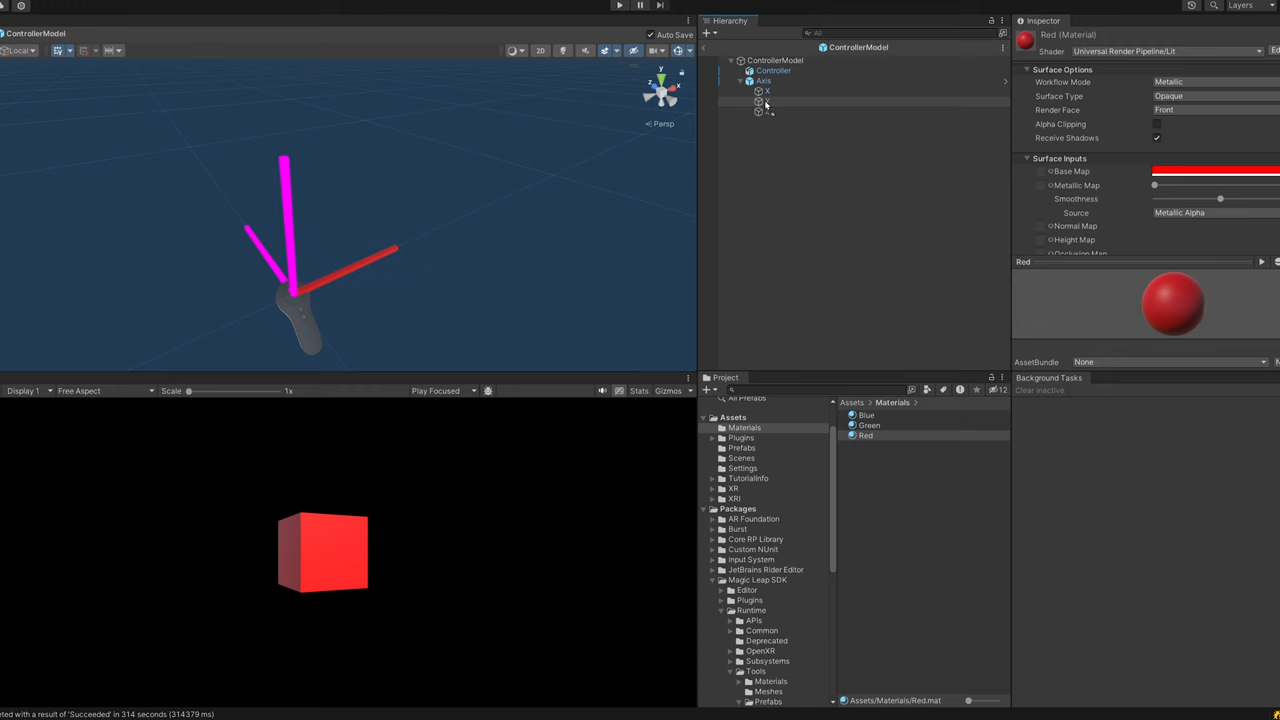 Layers
ControllerModel
Auto Save
Local
2D
y
z
x
Persp
Display 1
Free Aspect
Scale
1x
Play Focused
Stats
Gizmos
Hierarchy
All
ControllerModel
ControllerModel
Controller
Axis
X
Project
12
All Prefabs
Assets
Materials
Plugins
Prefabs
Scenes
Settings
TutorialInfo
XR
XRI
Packages
AR Foundation
Burst
Core RP Library
Custom NUnit
Input System
JetBrains Rider Editor
Magic Leap SDK
Editor
Plugins
Runtime
APIs
Common
Deprecated
OpenXR
Subsystems
Tools
Materials
Meshes
Prefabs
Assets > Materials >
Blue
Green
Red
Assets/Materials/Red.mat
Inspector
Red (Material)
Shader Universal Render Pipeline/Lit
Surface Options
Workflow Mode Metallic
Surface Type Opaque
Render Face Front
Alpha Clipping
Receive Shadows
Surface Inputs
Base Map
Metallic Map
Smoothness
Source Metallic Alpha
Normal Map
Height Map
Occlusion Map
Red
AssetBundle None
Background Tasks
Clear inactive
eted with a result of 'Succeeded' in 314 seconds (314379 ms)